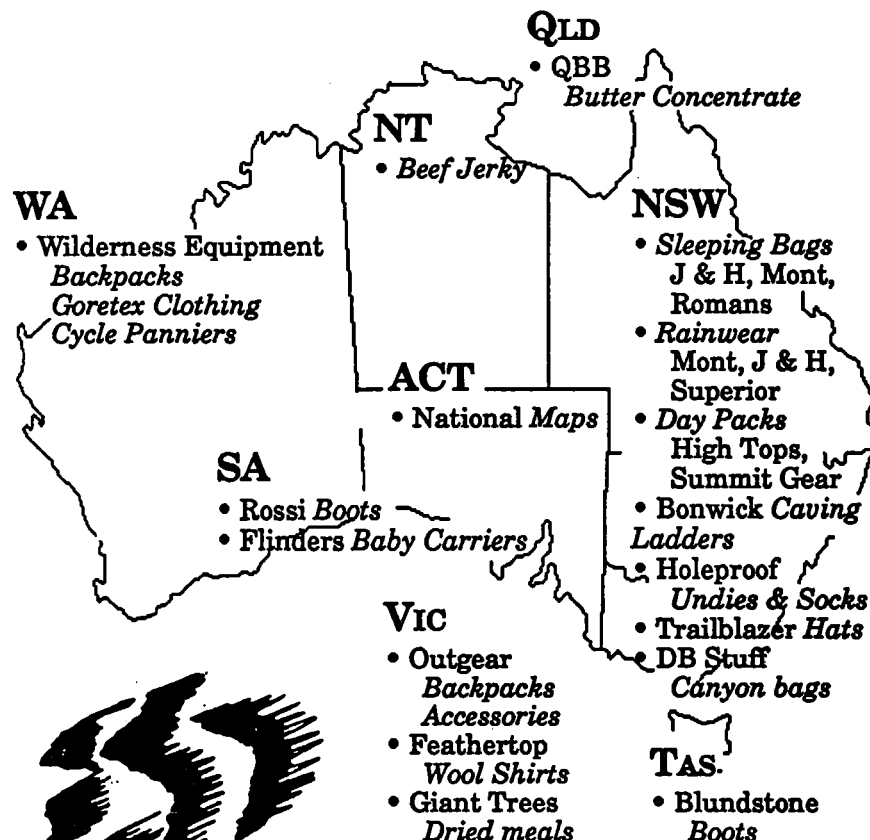 QLD
• QBB
Butter Concentrate
NT
• Beef Jerky
WA
• Wilderness Equipment
Backpacks
Goretex Clothing
Cycle Panniers
NSW
• Sleeping Bags
J & H, Mont,
Romans
• Rainwear
Mont, J & H,
Superior
• Day Packs
High Tops,
Summit Gear
• Bonwick Caving
Ladders
• Holeproof
Undies & Socks
• Trailblazer Hats
• DB Stuff
Canyon bags
ACT
• National Maps
SA
• Rossi Boots
• Flinders Baby Carriers
VIC
• Outgear
Backpacks
Accessories
• Feathertop
Wool Shirts
• Giant Trees
Dried meals
TAS.
• Blundstone
Boots